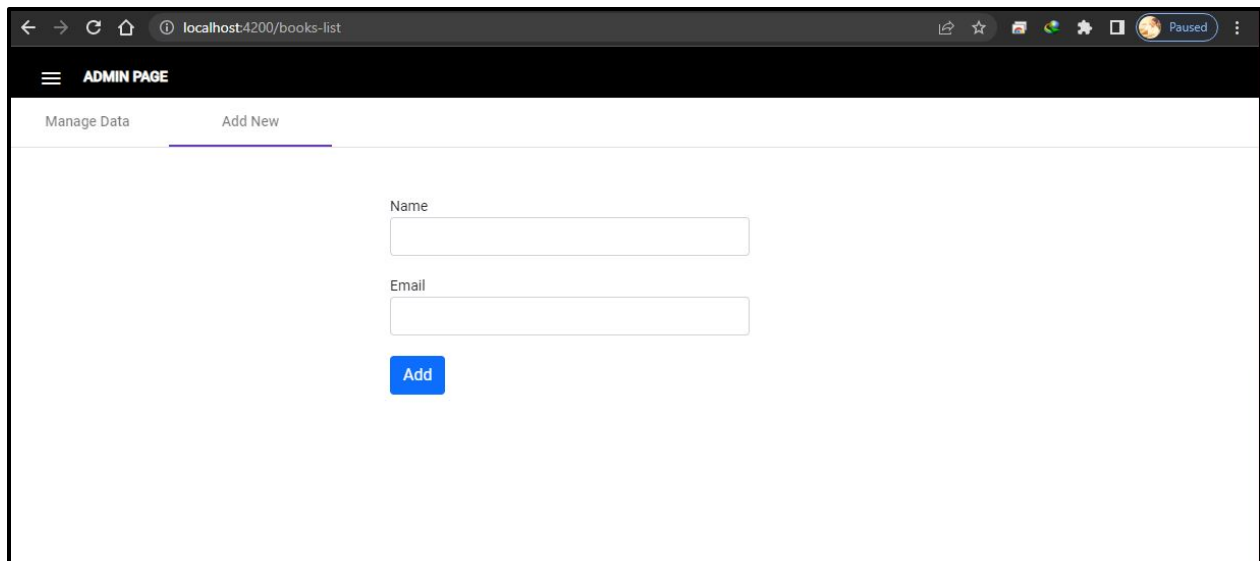 localhost:4200/books-list
Paused
ADMIN PAGE
Manage Data Add New
Name
Email
Add